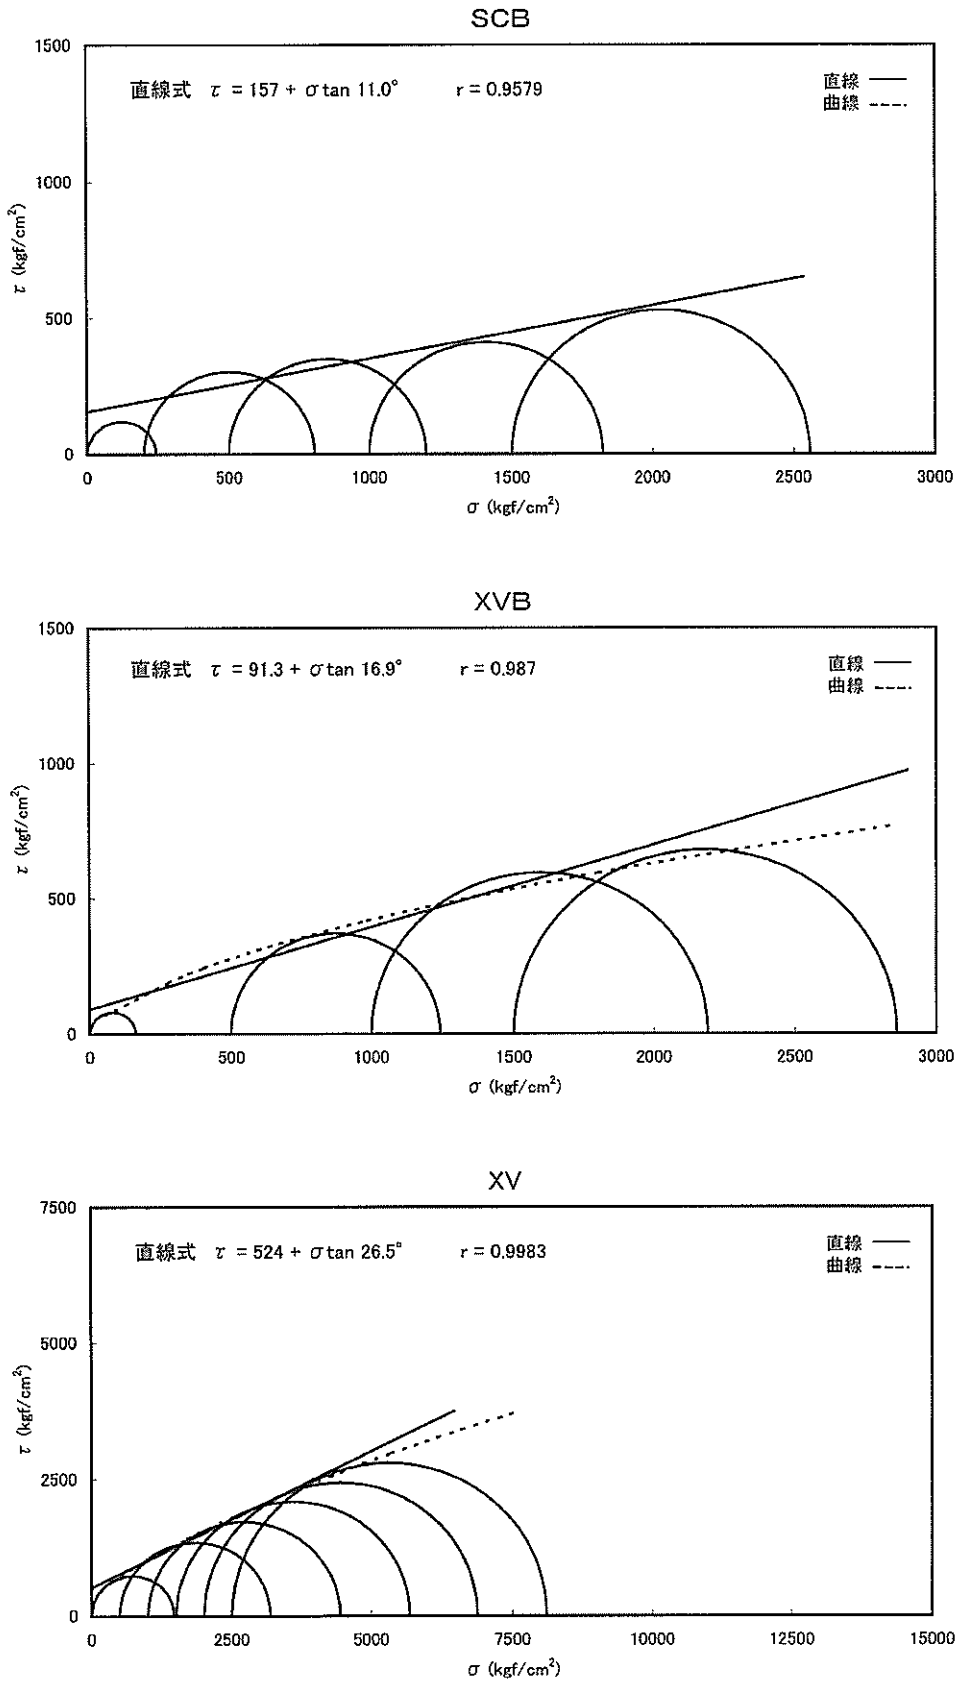 SCB
1500
直線式 τ = 157 + σ tan 11.0° r = 0.9579
直線
曲線
1000
τ (kgf/cm²)
500
0
0 500 1000 1500 2000 2500 3000
σ (kgf/cm²)
XVB
1500
直線式 τ = 91.3 + σ tan 16.9° r = 0.987
直線
曲線
1000
τ (kgf/cm²)
500
0
0 500 1000 1500 2000 2500 3000
σ (kgf/cm²)
XV
7500
直線式 τ = 524 + σ tan 26.5° r = 0.9983
直線
曲線
5000
τ (kgf/cm²)
2500
0
0 2500 5000 7500 10000 12500 15000
σ (kgf/cm²)